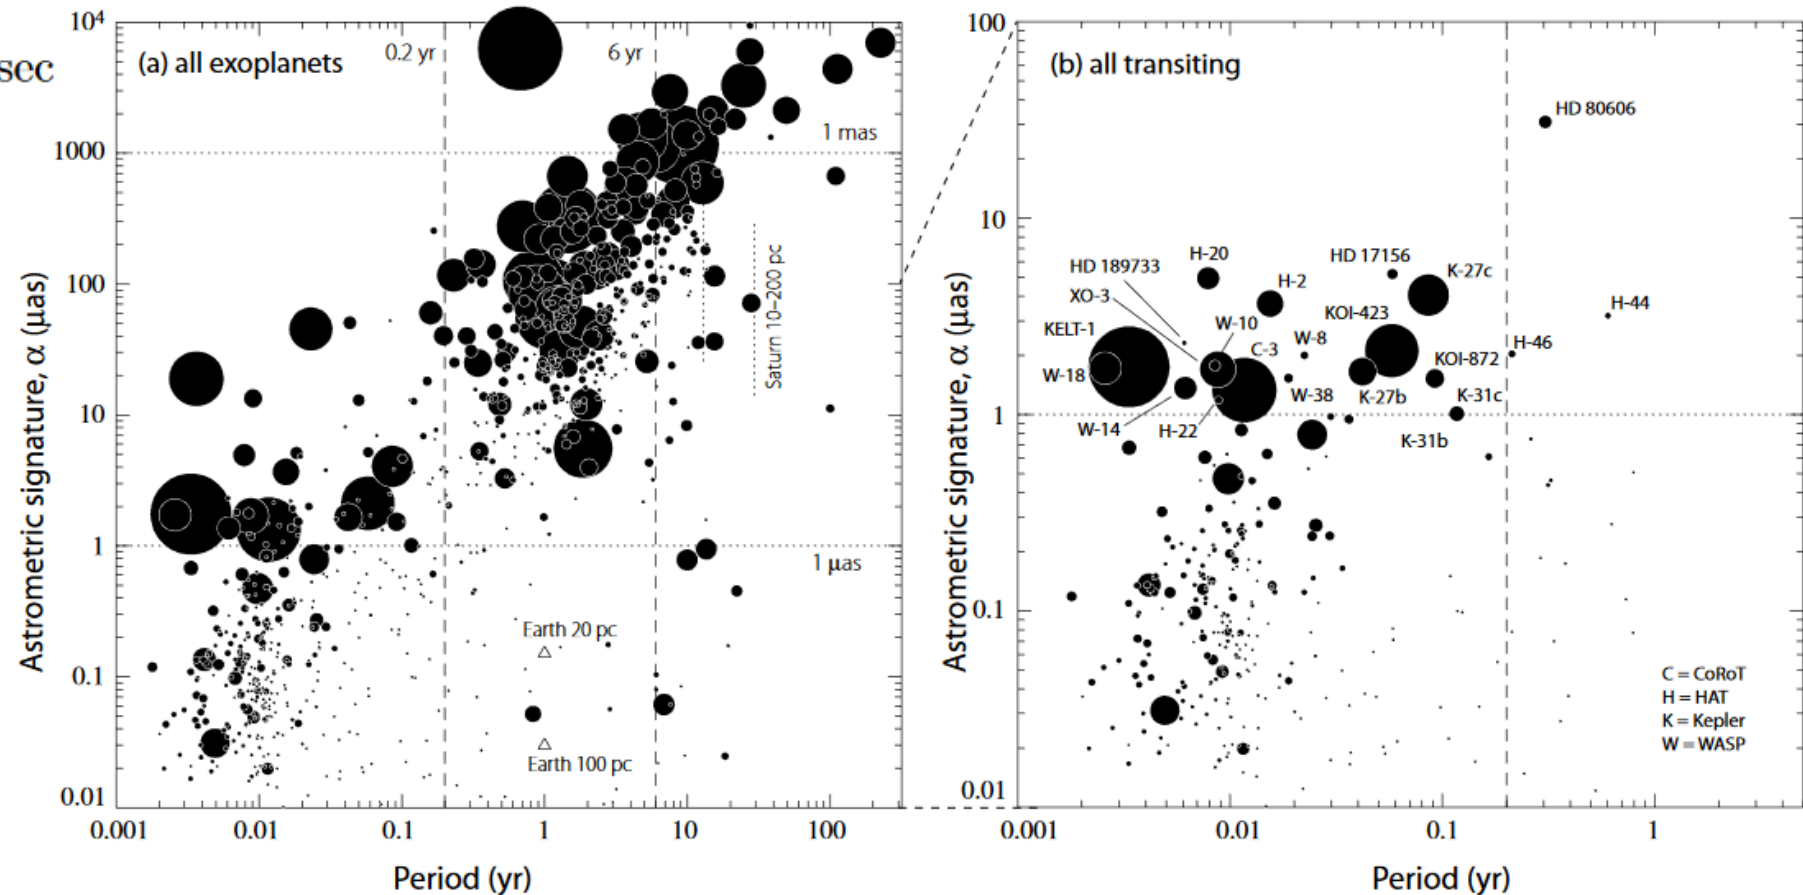 sec
10⁴
1000
100
10
1
0.1
0.01
Astrometric signature, α (μas)
(a) all exoplanets
0.2 yr
6 yr
1 mas
Saturn 10–200 pc
1 μas
Earth 20 pc
Earth 100 pc
0.001
0.01
0.1
1
10
100
Period (yr)
100
10
1
0.1
0.01
Astrometric signature, α (μas)
(b) all transiting
HD 80606
H-20
HD 17156
HD 189733
K-27c
H-2
XO-3
H-44
KOI-423
W-10
KELT-1
W-8
H-46
C-3
KOI-872
W-18
W-38
K-27b
K-31c
W-14
H-22
K-31b
C = CoRoT
H = HAT
K = Kepler
W = WASP
0.001
0.01
0.1
1
Period (yr)